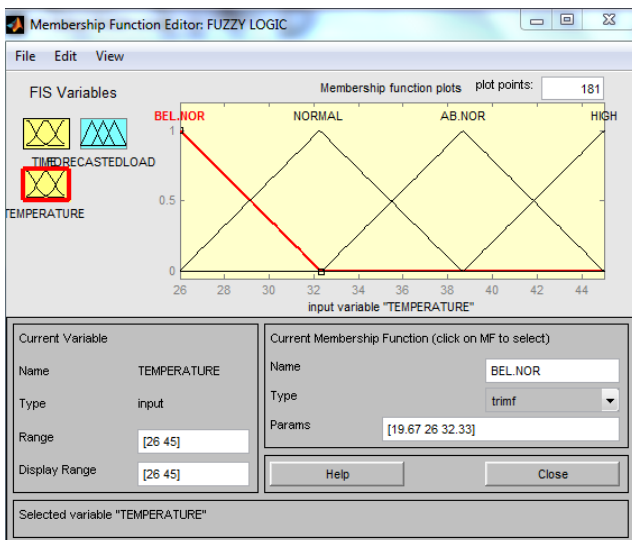 Membership Function Editor: FUZZY LOGIC
File Edit View
FIS Variables
Membership function plots plot points: 181
BEL.NOR NORMAL AB.NOR HIGH
TIME FORECASTEDLOAD
TEMPERATURE
1
0.5
0
26 28 30 32 34 36 38 40 42 44
input variable "TEMPERATURE"
Current Variable
Name TEMPERATURE
Type input
Range [26 45]
Display Range [26 45]
Current Membership Function (click on MF to select)
Name BEL.NOR
Type trimf
Params [19.67 26 32.33]
Help Close
Selected variable "TEMPERATURE"